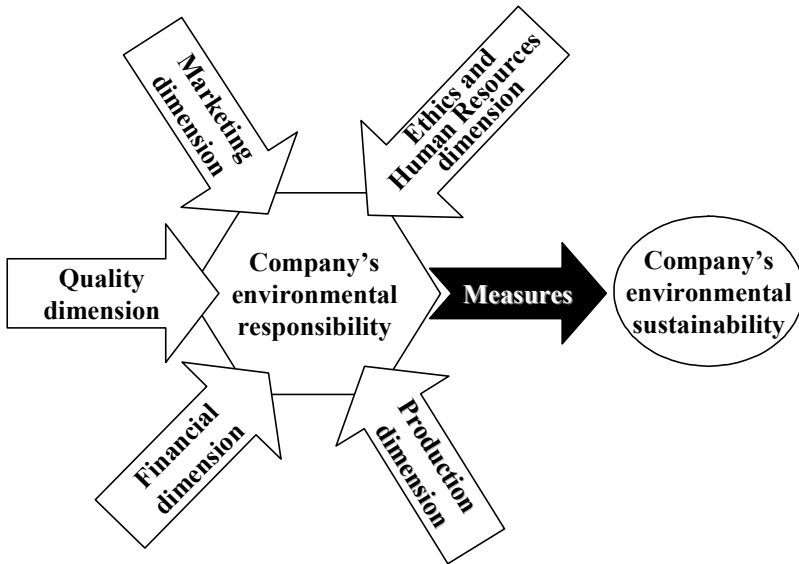 Marketing
dimension
Ethics and
Human Resources
dimension
Quality
dimension
Company's
environmental
responsibility
Measures
Company's
environmental
sustainability
Financial
dimension
Production
dimension